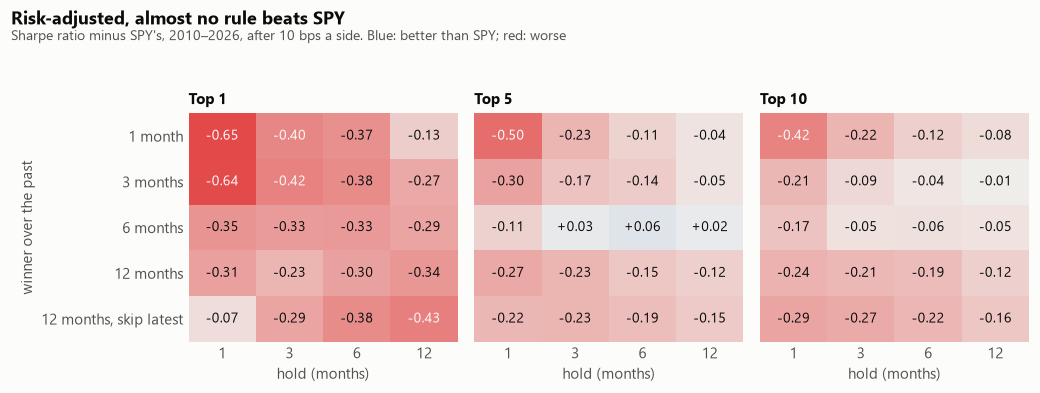 Risk-adjusted, almost no rule beats SPY
Sharpe ratio minus SPY's, 2010–2026, after 10 bps a side. Blue: better than SPY; red: worse
Top 1 Top 5 Top 10
winner over the past
1 month -0.65 -0.40 -0.37 -0.13 -0.50 -0.23 -0.11 -0.04 -0.42 -0.22 -0.12 -0.08
3 months -0.64 -0.42 -0.38 -0.27 -0.30 -0.17 -0.14 -0.05 -0.21 -0.09 -0.04 -0.01
6 months -0.35 -0.33 -0.33 -0.29 -0.11 +0.03 +0.06 +0.02 -0.17 -0.05 -0.06 -0.05
12 months -0.31 -0.23 -0.30 -0.34 -0.27 -0.23 -0.15 -0.12 -0.24 -0.21 -0.19 -0.12
12 months, skip latest -0.07 -0.29 -0.38 -0.43 -0.22 -0.23 -0.19 -0.15 -0.29 -0.27 -0.22 -0.16
1 3 6 12 1 3 6 12 1 3 6 12
hold (months) hold (months) hold (months)